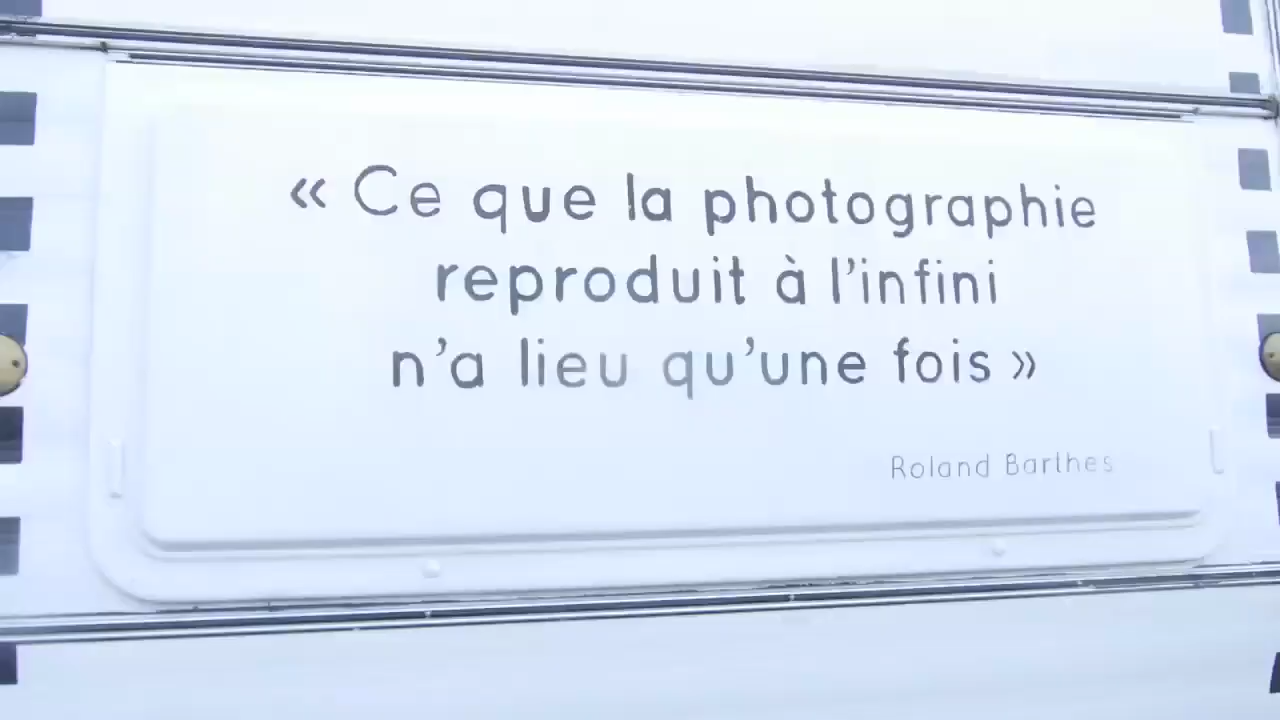 « Ce que la photographie
reproduit à l'infini
n'a lieu qu'une fois »
Roland Barthes